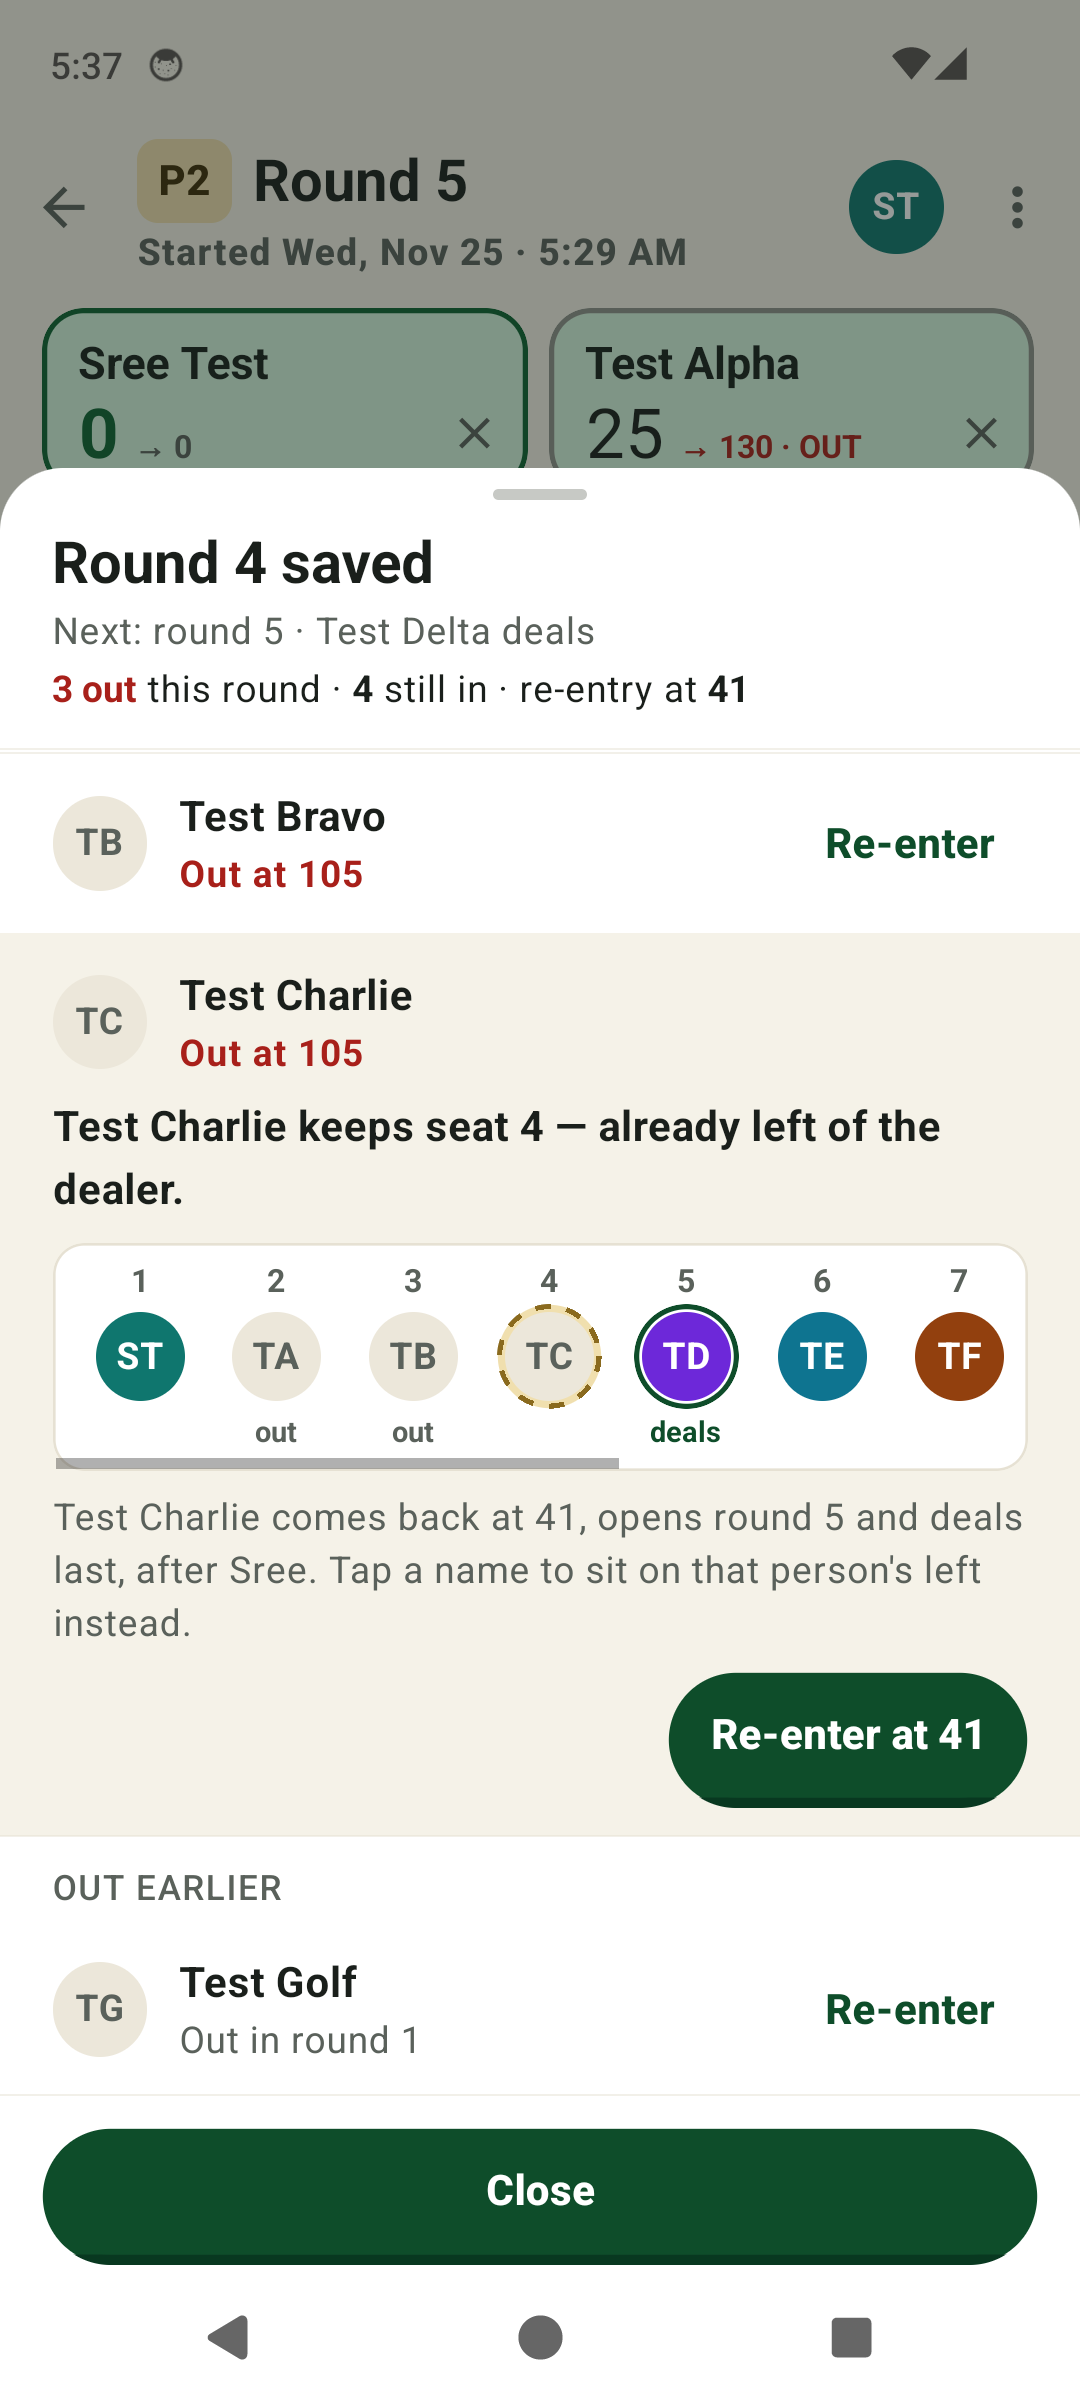 5:37
P2 Round 5
ST
Started Wed, Nov 25 · 5:29 AM
Sree Test
0 → 0 ×
Test Alpha
25 → 130 · OUT ×
Round 4 saved
Next: round 5 · Test Delta deals
3 out this round · 4 still in · re-entry at 41
TB
Test Bravo
Out at 105
Re-enter
TC
Test Charlie
Out at 105
Test Charlie keeps seat 4 — already left of the
dealer.
1 2 3 4 5 6 7
ST TA TB TC TD TE TF
out out deals
Test Charlie comes back at 41, opens round 5 and deals
last, after Sree. Tap a name to sit on that person's left
instead.
Re-enter at 41
OUT EARLIER
TG
Test Golf
Out in round 1
Re-enter
Close